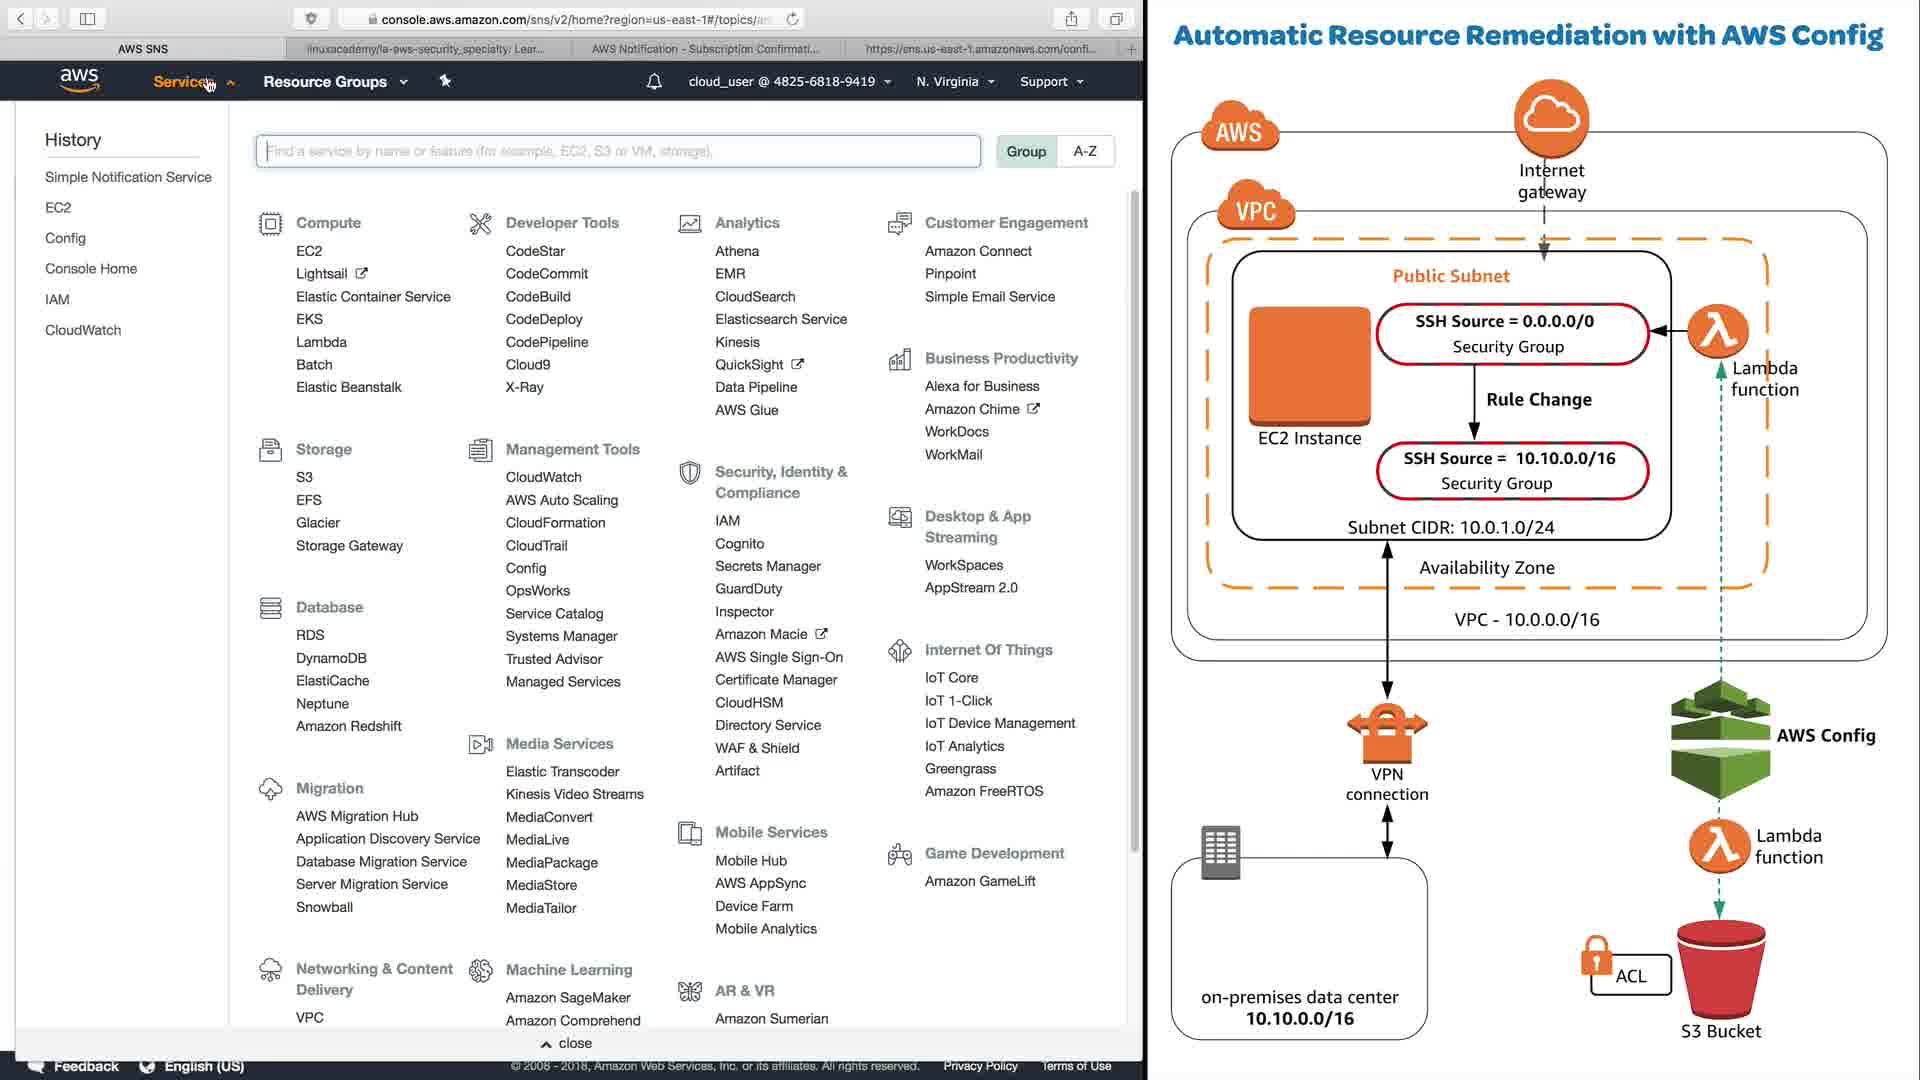 console.aws.amazon.com/sns/v2/home?region=us-east-1#/topics/
AWS SNS
linuxacademy/la-aws-security_specialty: Lear...
AWS Notification - Subscription Confirmati...
https://sns.us-east-1.amazonaws.com/confi...
aws
Services
Resource Groups
cloud_user @ 4825-6818-9419
N. Virginia
Support
History
Simple Notification Service
EC2
Config
Console Home
IAM
CloudWatch
Find a service by name or feature (for example, EC2, S3 or VM, storage).
Group
A-Z
Compute
EC2
Lightsail
Elastic Container Service
EKS
Lambda
Batch
Elastic Beanstalk
Storage
S3
EFS
Glacier
Storage Gateway
Database
RDS
DynamoDB
ElastiCache
Neptune
Amazon Redshift
Migration
AWS Migration Hub
Application Discovery Service
Database Migration Service
Server Migration Service
Snowball
Networking & Content
Delivery
VPC
Developer Tools
CodeStar
CodeCommit
CodeBuild
CodeDeploy
CodePipeline
Cloud9
X-Ray
Management Tools
CloudWatch
AWS Auto Scaling
CloudFormation
CloudTrail
Config
OpsWorks
Service Catalog
Systems Manager
Trusted Advisor
Managed Services
Media Services
Elastic Transcoder
Kinesis Video Streams
MediaConvert
MediaLive
MediaPackage
MediaStore
MediaTailor
Machine Learning
Amazon SageMaker
Amazon Comprehend
Analytics
Athena
EMR
CloudSearch
Elasticsearch Service
Kinesis
QuickSight
Data Pipeline
AWS Glue
Security, Identity &
Compliance
IAM
Cognito
Secrets Manager
GuardDuty
Inspector
Amazon Macie
AWS Single Sign-On
Certificate Manager
CloudHSM
Directory Service
WAF & Shield
Artifact
Mobile Services
Mobile Hub
AWS AppSync
Device Farm
Mobile Analytics
AR & VR
Amazon Sumerian
Customer Engagement
Amazon Connect
Pinpoint
Simple Email Service
Business Productivity
Alexa for Business
Amazon Chime
WorkDocs
WorkMail
Desktop & App
Streaming
WorkSpaces
AppStream 2.0
Internet Of Things
IoT Core
IoT 1-Click
IoT Device Management
IoT Analytics
Greengrass
Amazon FreeRTOS
Game Development
Amazon GameLift
close
Feedback
English (US)
© 2008 - 2018, Amazon Web Services, Inc. or its affiliates. All rights reserved.
Privacy Policy
Terms of Use
Automatic Resource Remediation with AWS Config
AWS
Internet
gateway
VPC
Public Subnet
SSH Source = 0.0.0.0/0
Security Group
Lambda
function
Rule Change
EC2 Instance
SSH Source = 10.10.0.0/16
Security Group
Subnet CIDR: 10.0.1.0/24
Availability Zone
VPC - 10.0.0.0/16
AWS Config
VPN
connection
Lambda
function
on-premises data center
10.10.0.0/16
ACL
S3 Bucket